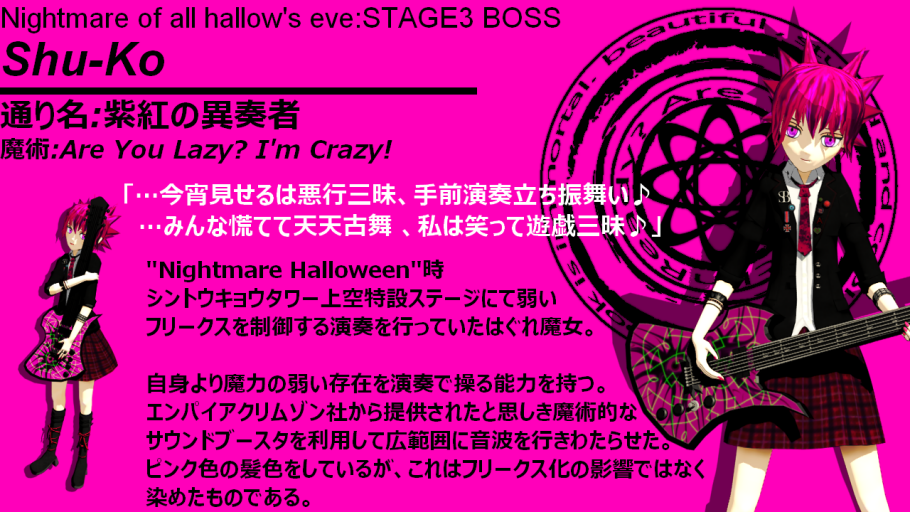 Nightmare of all hallow's eve:STAGE3 BOSS
Shu-Ko
通り名:紫紅の異奏者
魔術:Are You Lazy? I'm Crazy!
「…今宵見せるは悪行三昧、手前演奏立ち振舞い♪
…みんな慌てて天天古舞 、私は笑って遊戯三昧♪」
"Nightmare Halloween"時
シントウキョウタワー上空特設ステージにて弱い
フリークスを制御する演奏を行っていたはぐれ魔女。
自身より魔力の弱い存在を演奏で操る能力を持つ。
エンパイアクリムゾン社から提供されたと思しき魔術的な
サウンドブースタを利用して広範囲に音波を行きわたらせた。
ピンク色の髪色をしているが、これはフリークス化の影響ではなく
染めたものである。